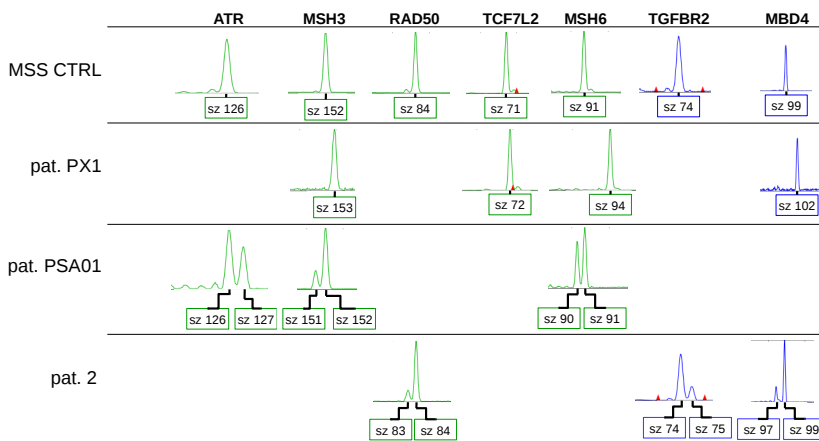 ATR MSH3 RAD50 TCF7L2 MSH6 TGFBR2 MBD4
MSS CTRL
sz 126 sz 152 sz 84 sz 71 sz 91 sz 74 sz 99
pat. PX1
sz 153 sz 72 sz 94 sz 102
pat. PSA01
sz 126 sz 127 sz 151 sz 152 sz 90 sz 91
pat. 2
sz 83 sz 84 sz 74 sz 75 sz 97 sz 99